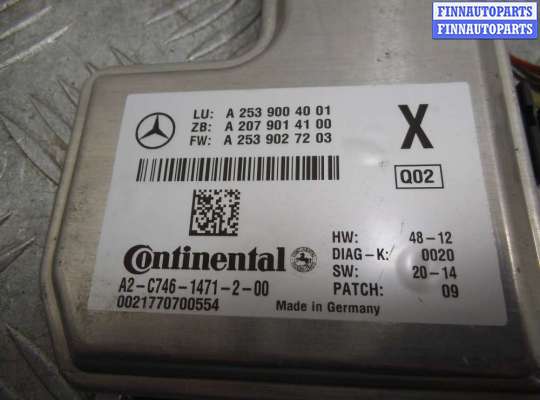 FINNAUTOPARTS
FINNAUTOPARTS
LU: A 253 900 40 01
ZB: A 207 901 41 00
FW: A 253 902 72 03
X
Q02
Continental
A2-C746-1471-2-00
0021770700554
HW: 48-12
DIAG-K: 0020
SW: 20-14
PATCH: 09
Made in Germany